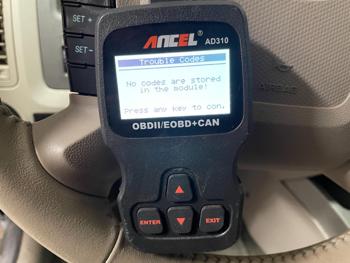 SET +
SET -
ANCEL
AD310
Trouble Codes
No codes are stored
in the module!
Press any key to con.
OBDII/EOBD+CAN
AIRBAG
ENTER
EXIT